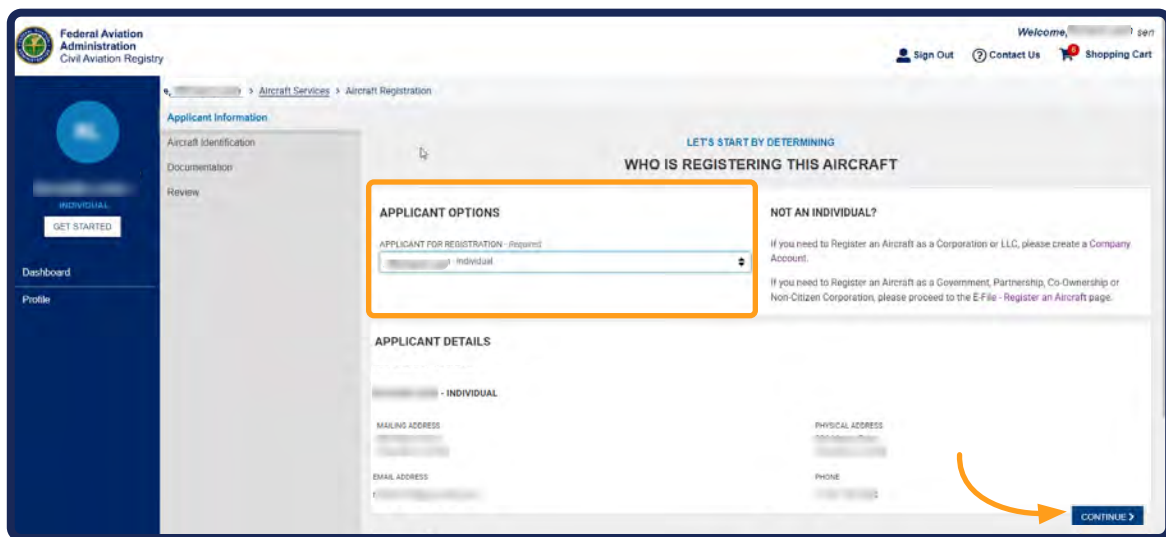 Federal Aviation
Administration
Civil Aviation Registry
Welcome, sen
Sign Out
Contact Us
Shopping Cart
> Aircraft Services > Aircraft Registration
INDIVIDUAL
GET STARTED
Dashboard
Profile
Applicant Information
Aircraft Identification
Documentation
Review
LET'S START BY DETERMINING
WHO IS REGISTERING THIS AIRCRAFT
APPLICANT OPTIONS
APPLICANT FOR REGISTRATION - Required
- Individual
NOT AN INDIVIDUAL?
If you need to Register an Aircraft as a Corporation or LLC, please create a Company
Account.
If you need to Register an Aircraft as a Government, Partnership, Co-Ownership or
Non-Citizen Corporation, please proceed to the E-File - Register an Aircraft page.
APPLICANT DETAILS
- INDIVIDUAL
MAILING ADDRESS
PHYSICAL ADDRESS
EMAIL ADDRESS
PHONE
CONTINUE >